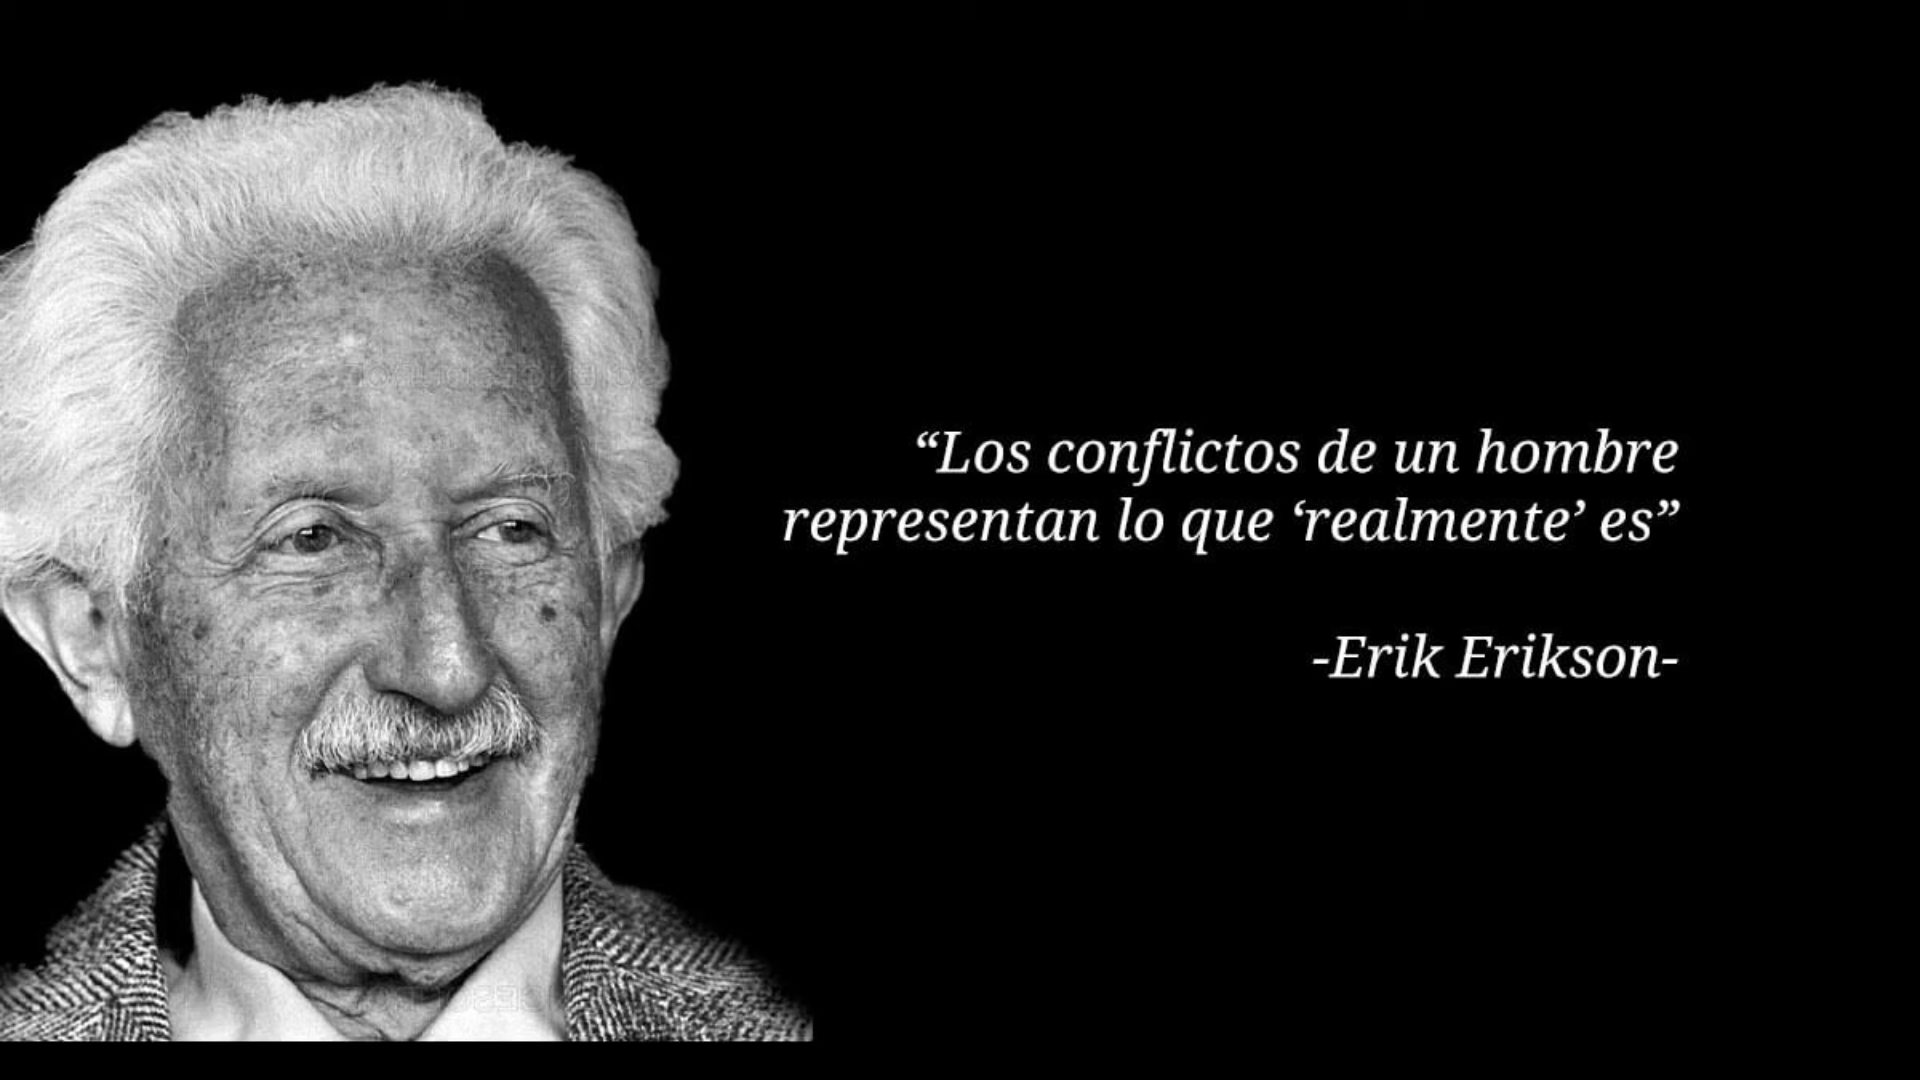 “Los conflictos de un hombre
representan lo que ‘realmente’ es”
-Erik Erikson-